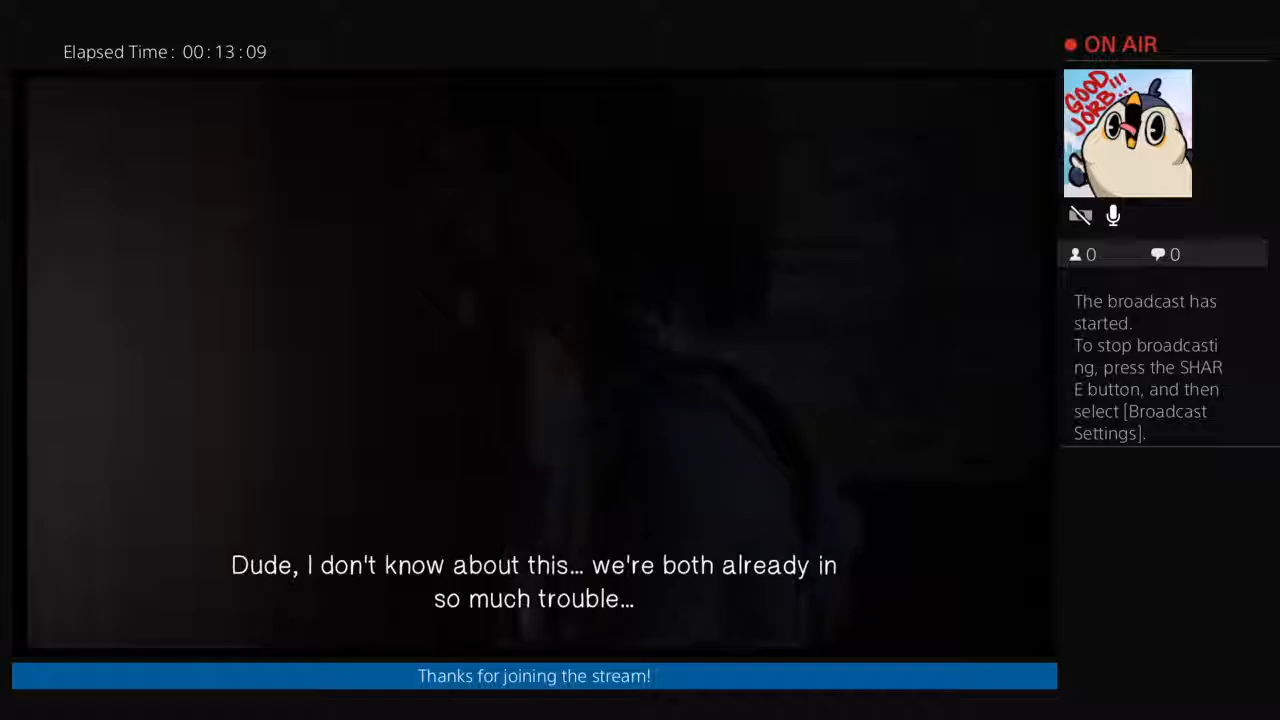 Elapsed Time: 00:13:09
ON AIR
GOOD
JORB!!!...
0
0
The broadcast has
started.
To stop broadcasti
ng, press the SHAR
E button, and then
select [Broadcast
Settings].
Dude, I don't know about this... we're both already in
so much trouble...
Thanks for joining the stream!